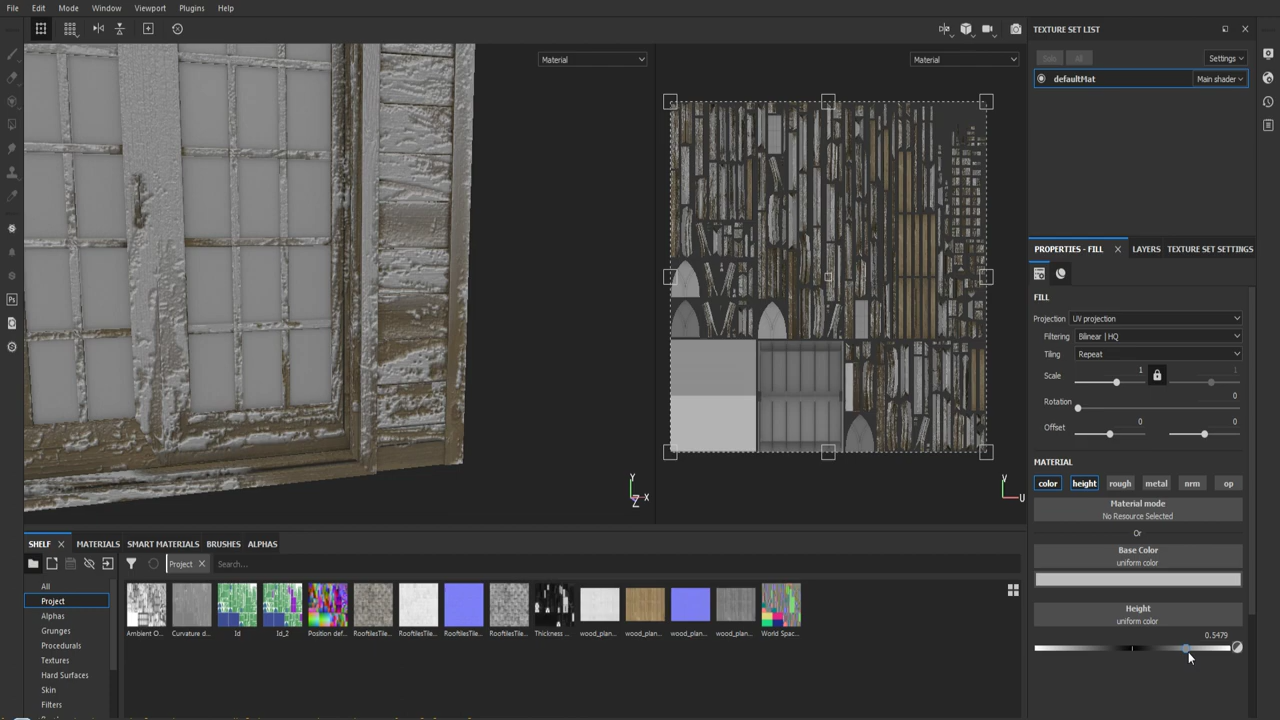 File Edit Mode Window Viewport Plugins Help
Material
Material
TEXTURE SET LIST
Solo All Settings
defaultMat Main shader
PROPERTIES - FILL LAYERS TEXTURE SET SETTINGS
FILL
Projection UV projection
Filtering Bilinear | HQ
Tiling Repeat
Scale 1 1
Rotation 0
Offset 0 0
MATERIAL
color height rough metal nrm op
Material mode
No Resource Selected
Or
Base Color
uniform color
Height
uniform color
0.5479
Y
X
Z
V
U
SHELF MATERIALS SMART MATERIALS BRUSHES ALPHAS
Project Search...
All
Project
Alphas
Grunges
Procedurals
Textures
Hard Surfaces
Skin
Filters
Ps
Ambient O... Curvature d... Id Id_2 Position def... RooftilesTile... RooftilesTile... RooftilesTile... RooftilesTile... Thickness ... wood_plan... wood_plan... wood_plan... wood_plan... World Spac...